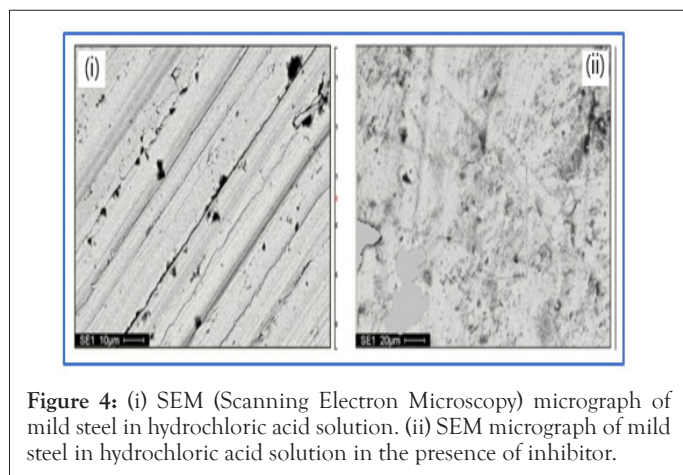 (i)
(ii)
SE1 10µm
SE1 20µm
Figure 4: (i) SEM (Scanning Electron Microscopy) micrograph of
mild steel in hydrochloric acid solution. (ii) SEM micrograph of mild
steel in hydrochloric acid solution in the presence of inhibitor.